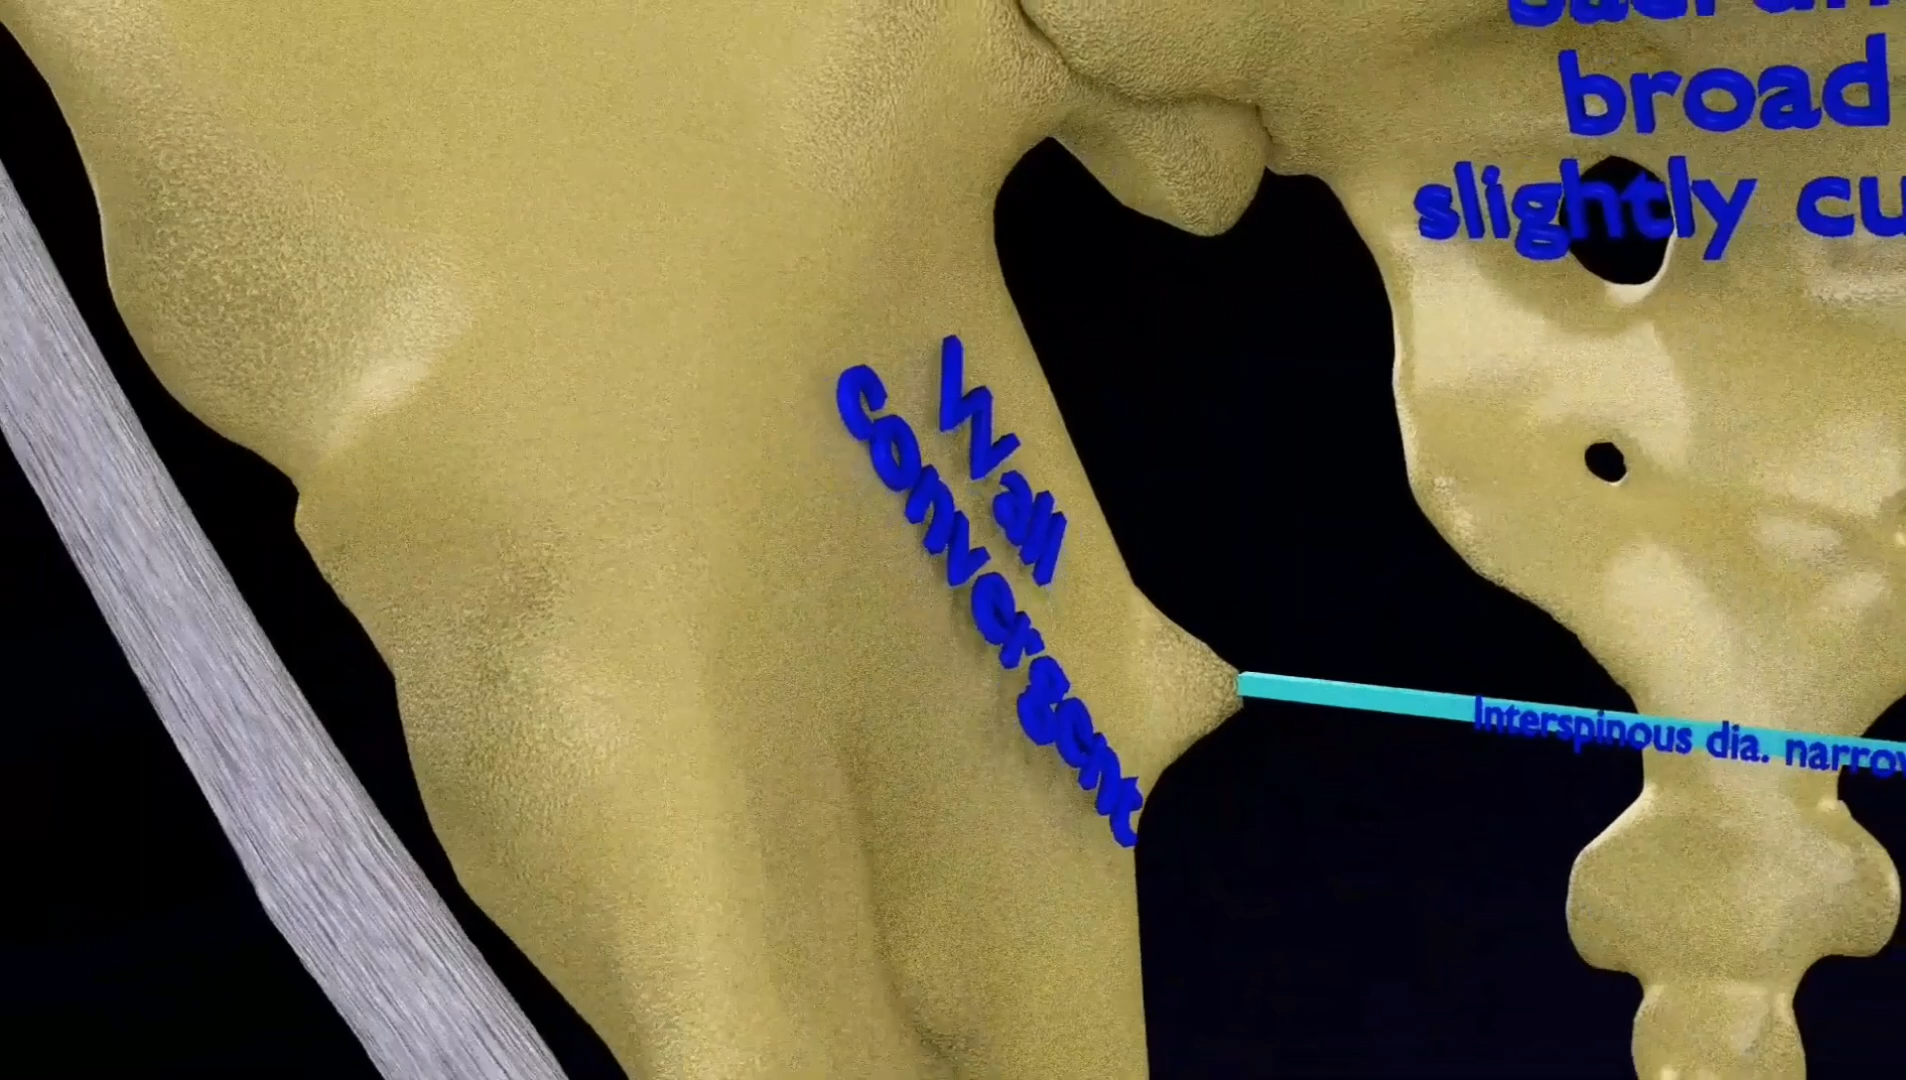 broad
slightly cu
Wall
Convergent
Interspinous dia. narrow